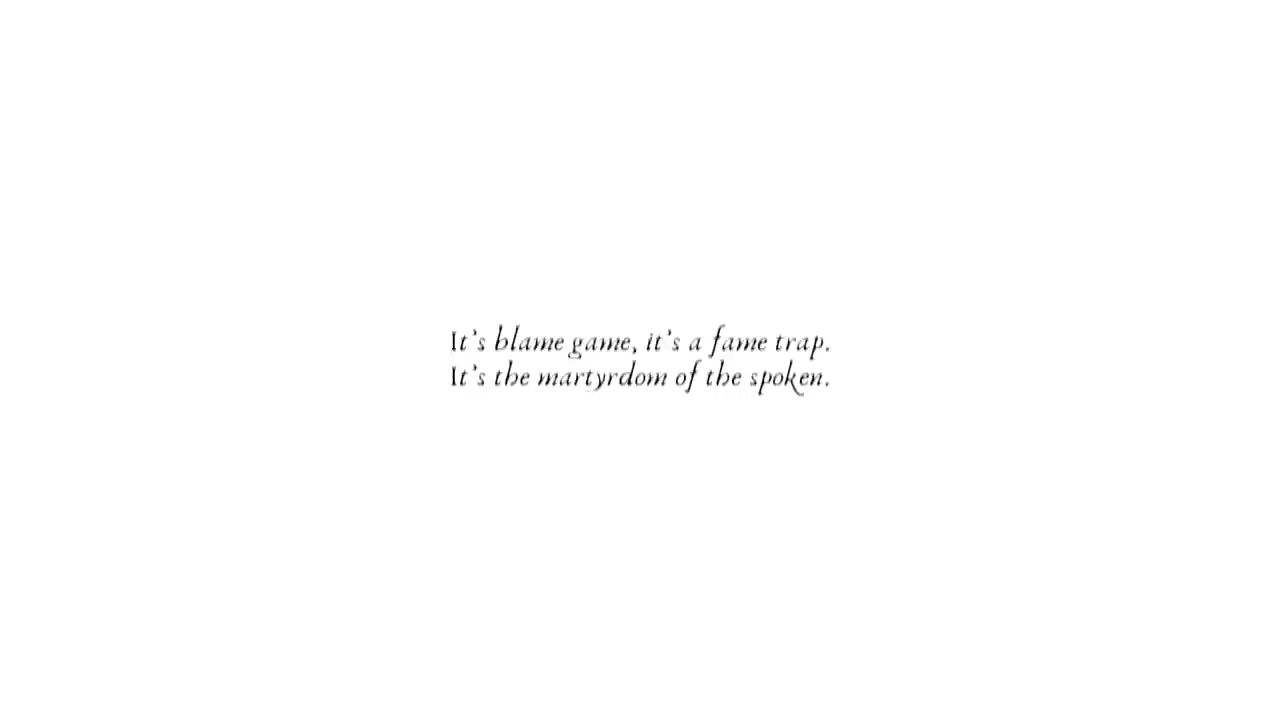 It's blame game, it's a fame trap.
It's the martyrdom of the spoken.